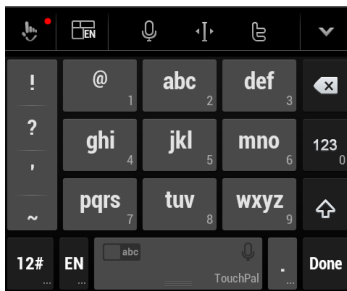 EN
! @ 1 abc 2 def 3
? ghi 4 jkl 5 mno 6 123 0
, pqrs 7 tuv 8 wxyz 9
~
12# ... EN ... abc TouchPal . ... Done